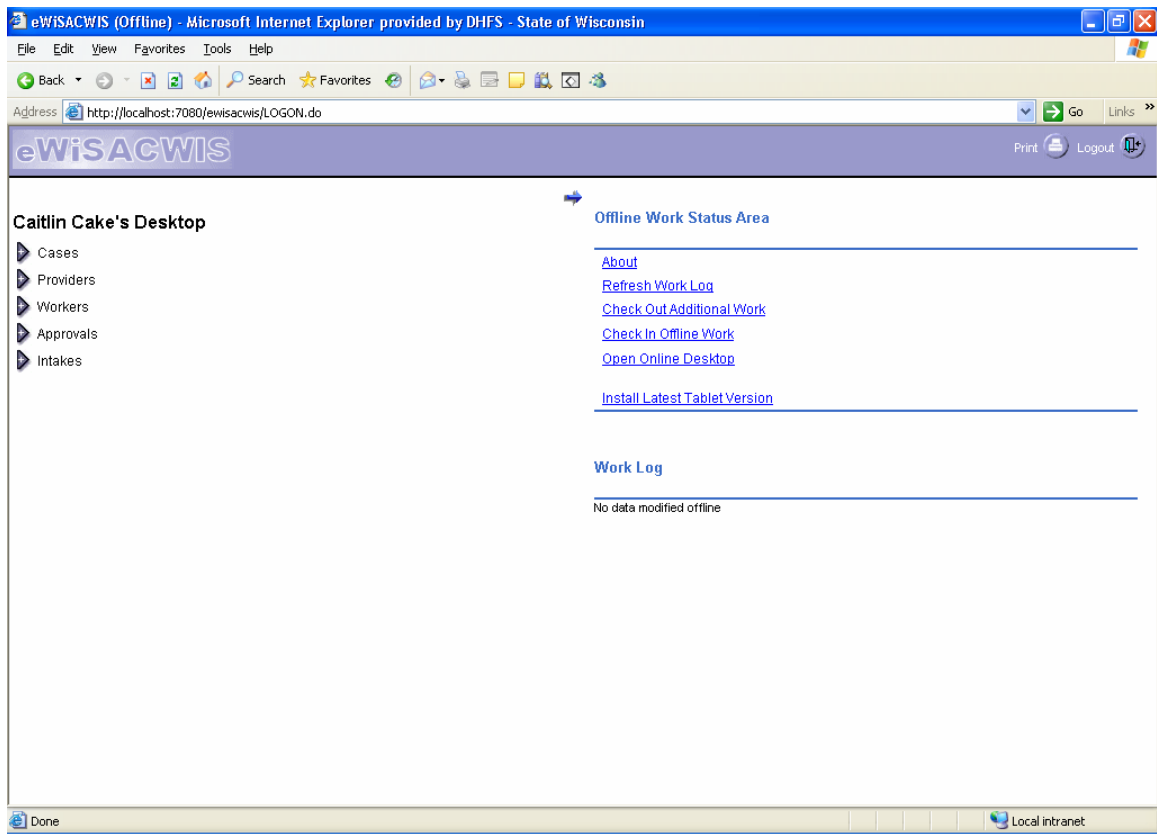 eWiSACWIS (Offline) - Microsoft Internet Explorer provided by DHFS - State of Wisconsin
File Edit View Favorites Tools Help
Back Search Favorites
Address http://localhost:7080/ewisacwis/LOGON.do Go Links »
eWiSACWIS Print Logout
Caitlin Cake's Desktop
Cases
Providers
Workers
Approvals
Intakes
Offline Work Status Area
About
Refresh Work Log
Check Out Additional Work
Check In Offline Work
Open Online Desktop
Install Latest Tablet Version
Work Log
No data modified offline
Done Local intranet